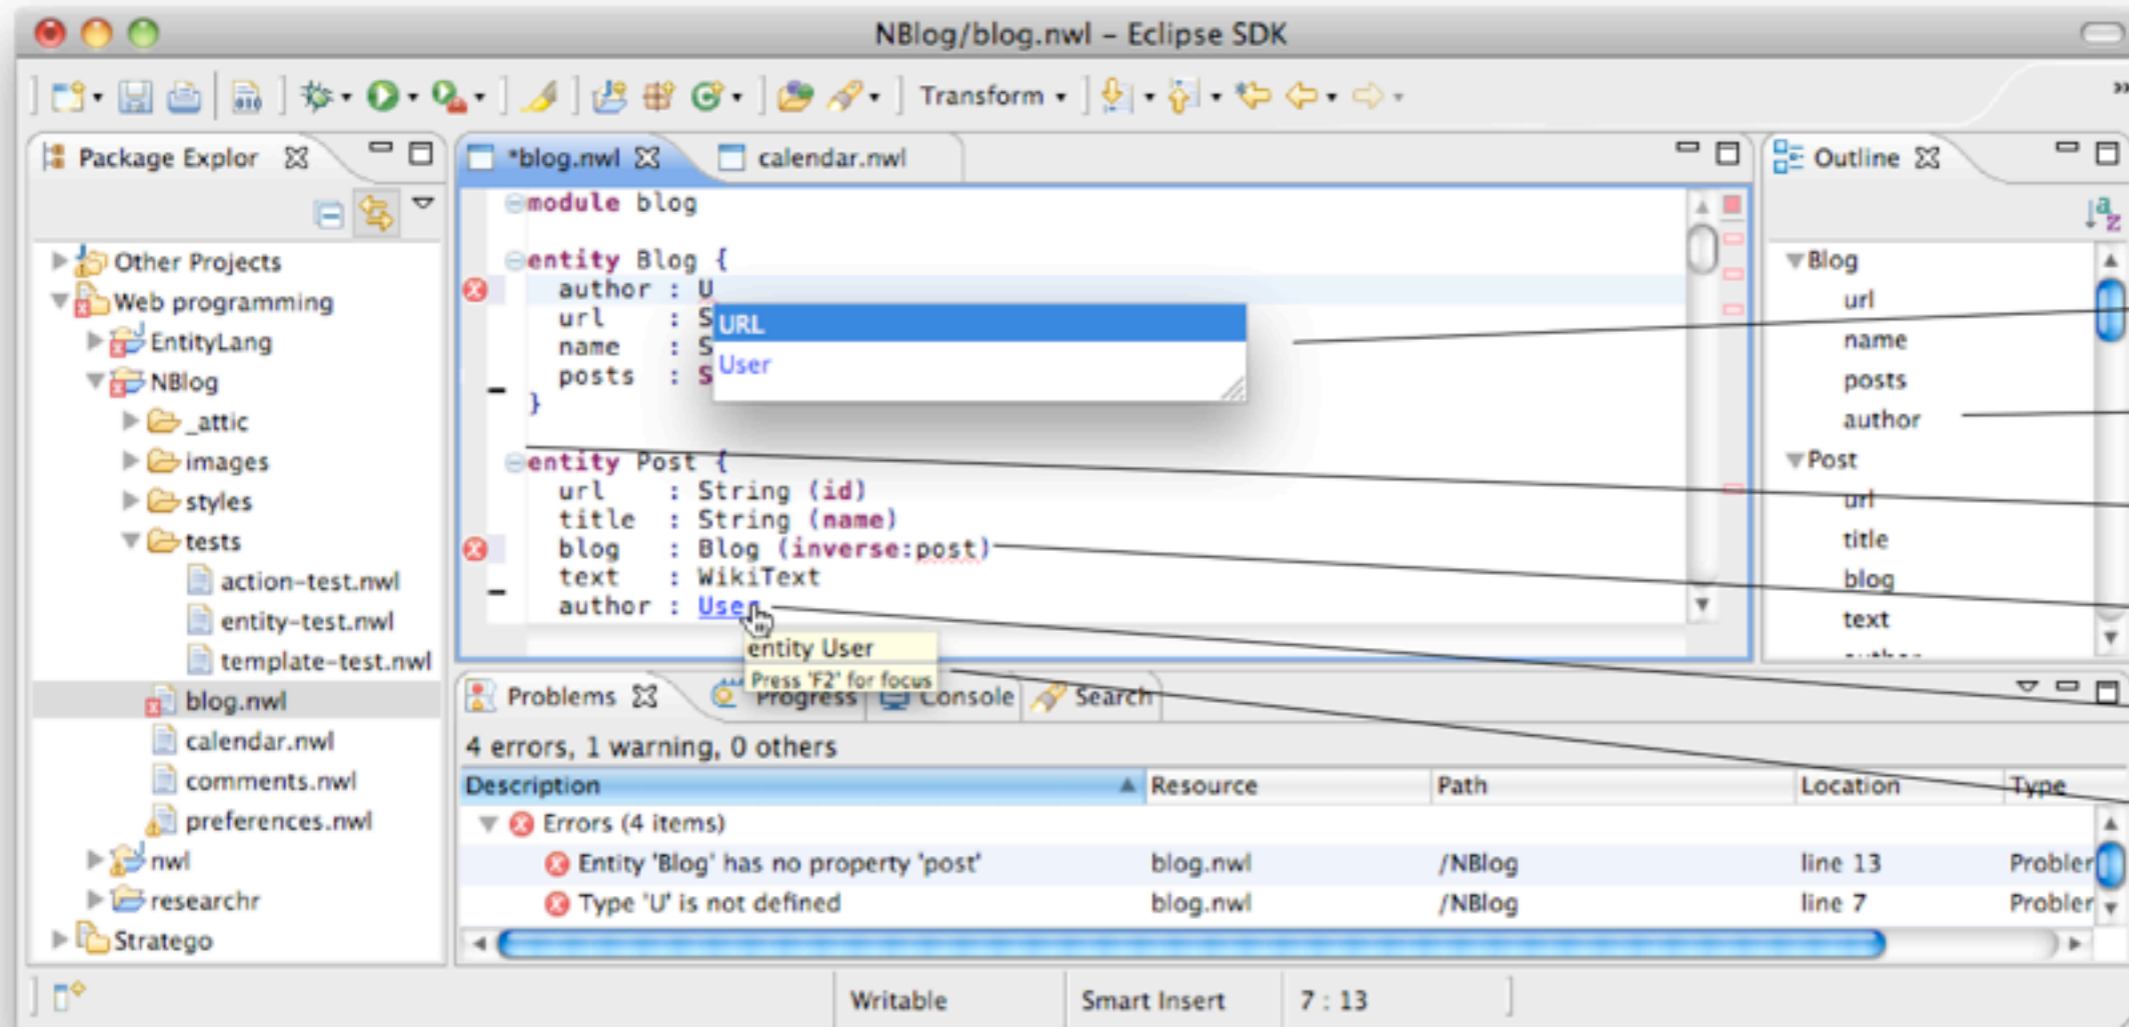 NBlog/blog.nwl – Eclipse SDK
Transform
Package Explor
Other Projects
Web programming
EntityLang
NBlog
_attic
images
styles
tests
action-test.nwl
entity-test.nwl
template-test.nwl
blog.nwl
calendar.nwl
comments.nwl
preferences.nwl
nwl
researchr
Stratego
*blog.nwl
calendar.nwl
module blog
entity Blog {
author : U
url : S
name : S
posts : S
}
URL
User
entity Post {
url : String (id)
title : String (name)
blog : Blog (inverse:post)
text : WikiText
author : User
entity User
Press 'F2' for focus
Outline
Blog
url
name
posts
author
Post
url
title
blog
text
Problems
Progress
Console
Search
4 errors, 1 warning, 0 others
Description Resource Path Location Type
Errors (4 items)
Entity 'Blog' has no property 'post' blog.nwl /NBlog line 13 Probler
Type 'U' is not defined blog.nwl /NBlog line 7 Probler
Writable Smart Insert 7 : 13